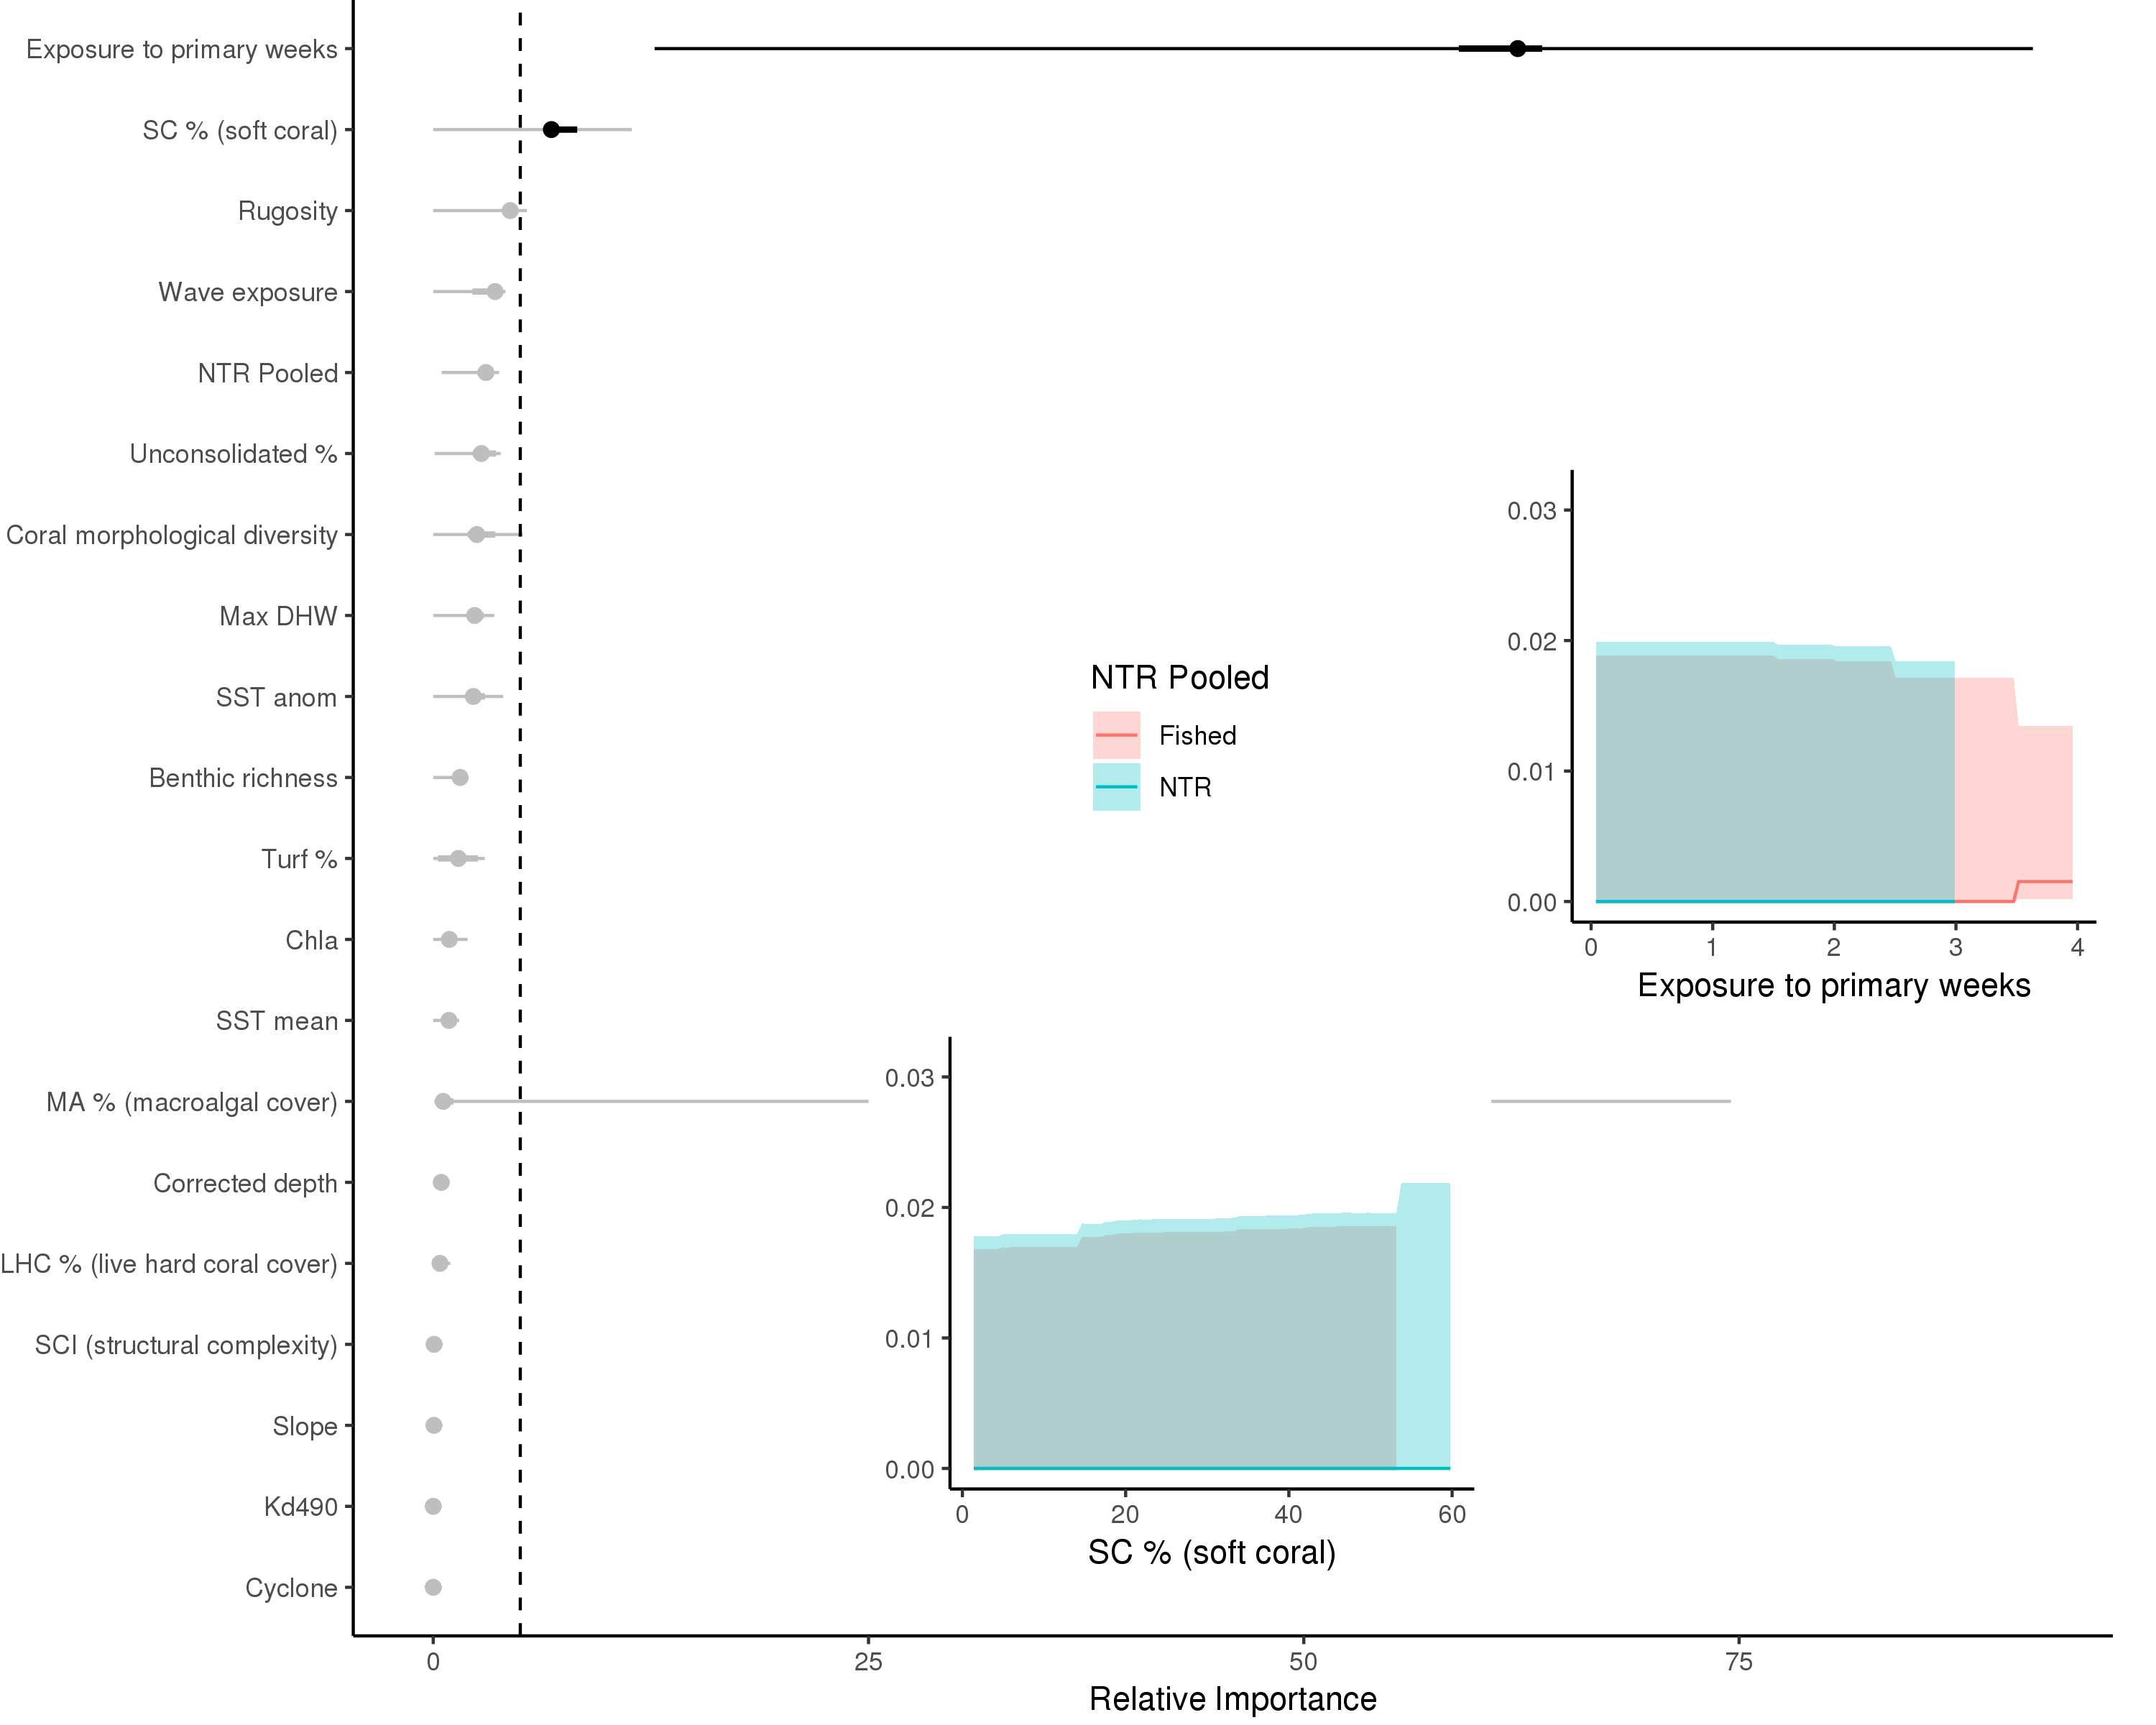 Exposure to primary weeks
SC % (soft coral)
Rugosity
Wave exposure
NTR Pooled
Unconsolidated %
Coral morphological diversity
Max DHW
SST anom
Benthic richness
Turf %
Chla
SST mean
MA % (macroalgal cover)
Corrected depth
LHC % (live hard coral cover)
SCI (structural complexity)
Slope
Kd490
Cyclone
0 25 50 75
Relative Importance
NTR Pooled
Fished
NTR
0.03
0.02
0.01
0.00
0 1 2 3 4
Exposure to primary weeks
0.03
0.02
0.01
0.00
0 20 40 60
SC % (soft coral)